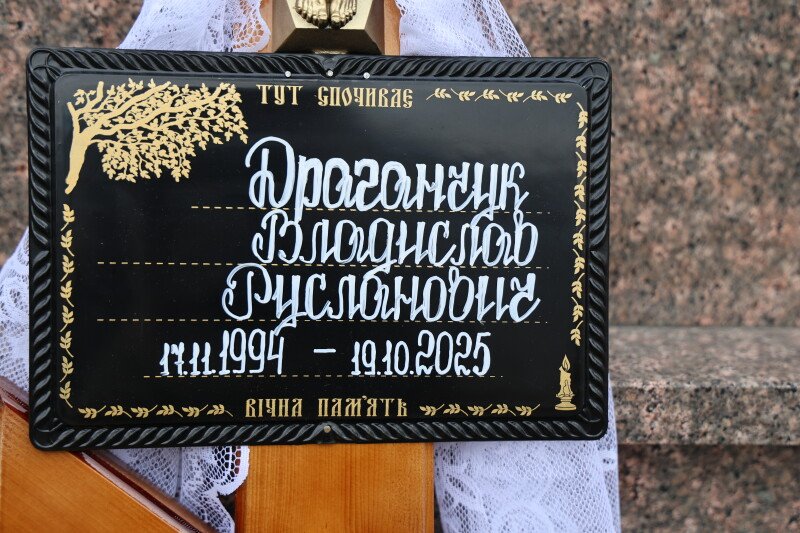 ТУТ СПОЧИВАЄ
Драганчук
Владислав
Русланович
17.11.1994 – 19.10.2025
ВІЧНА ПАМ'ЯТЬ